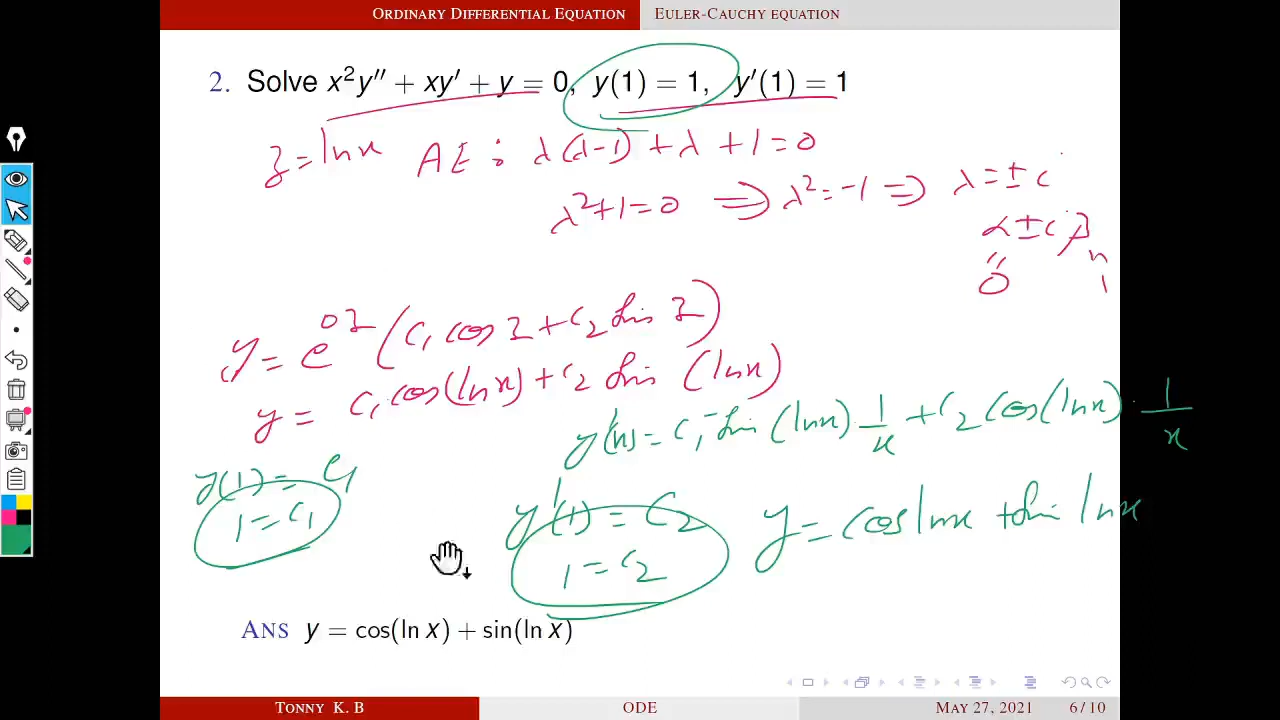 ORDINARY DIFFERENTIAL EQUATION EULER-CAUCHY EQUATION
2. Solve x²y″ + xy′ + y = 0, y(1) = 1, y′(1) = 1
z = ln x AE : λ(λ-1) + λ + 1 = 0
λ² + 1 = 0 ⇒ λ² = -1 ⇒ λ = ± i
α ± i β
" "
0 1
y = e^{0z} (c₁ cos z + c₂ sin z)
y = c₁ cos(ln x) + c₂ sin (ln x)
y′(x) = c₁ - sin (ln x) · 1/x + c₂ cos(ln x) · 1/x
y(1) = c₁
1 = c₁
y′(1) = c₂
1 = c₂
y = cos ln x + sin ln x
ANS y = cos(ln x) + sin(ln x)
TONNY K. B ODE MAY 27, 2021 6 / 10